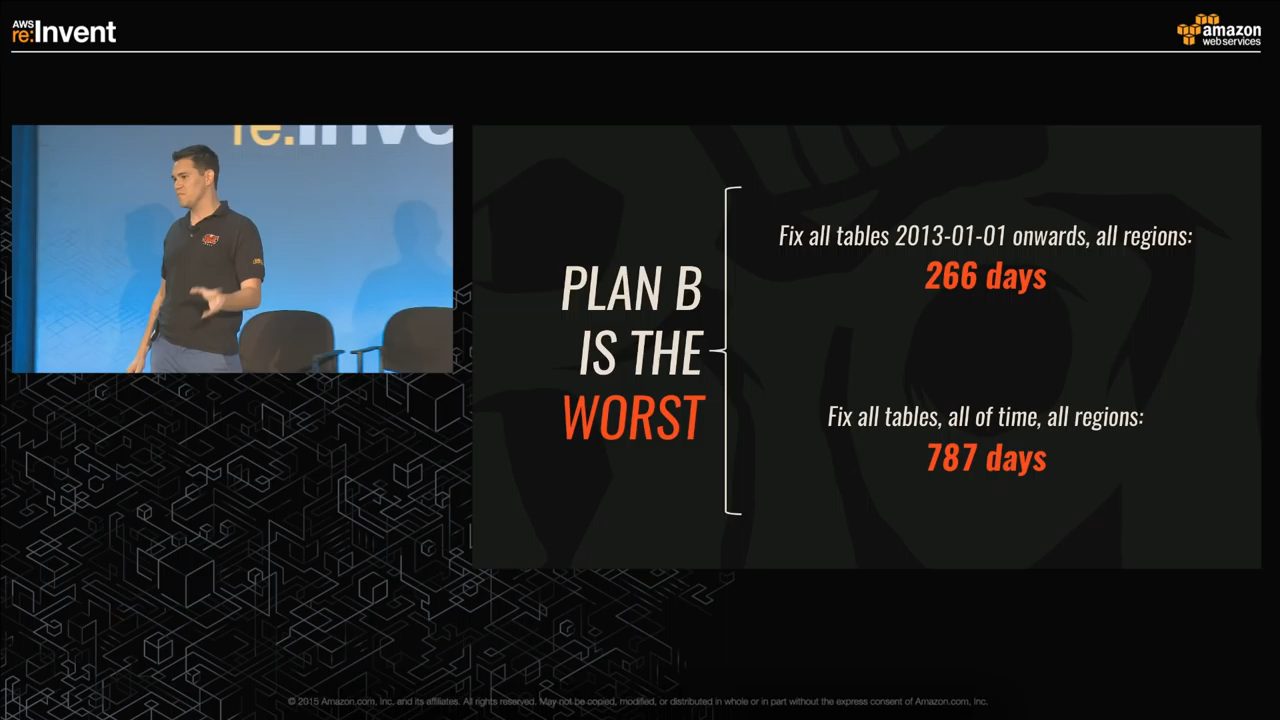 AWS
re:Invent
amazon
webservices
re:Inve
PLAN B
IS THE
WORST
Fix all tables 2013-01-01 onwards, all regions:
266 days
Fix all tables, all of time, all regions:
787 days
© 2015 Amazon.com, Inc. and its affiliates. All rights reserved. May not be copied, modified, or distributed in whole or in part without the express consent of Amazon.com, Inc.